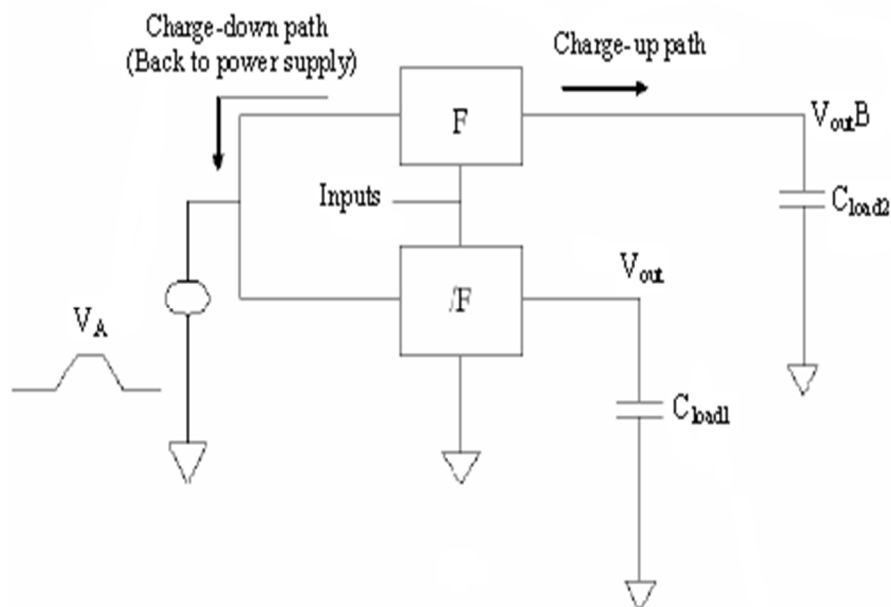 Charge-down path
(Back to power supply)
Charge-up path
F
VoutB
Inputs
Cload2
Vout
/F
VA
Cload1